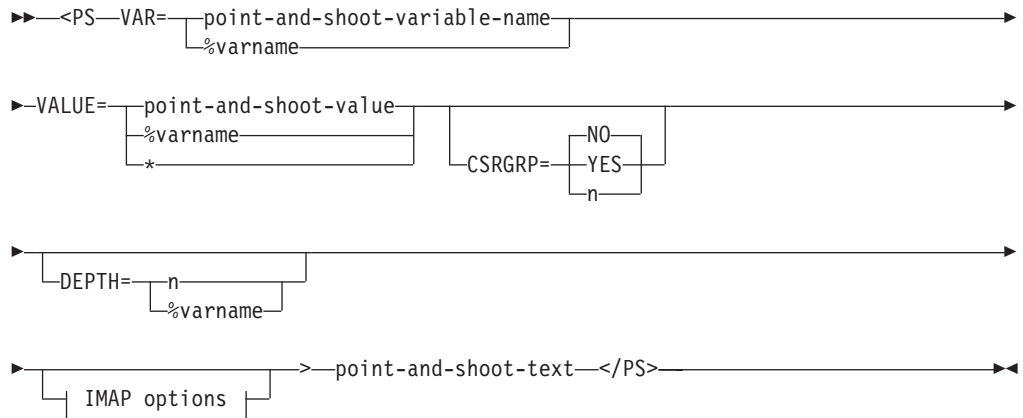 <PS VAR= point-and-shoot-variable-name
%varname
VALUE= point-and-shoot-value
%varname
*
CSRGRP= NO
YES
n
DEPTH= n
%varname
IMAP options
> point-and-shoot-text </PS>